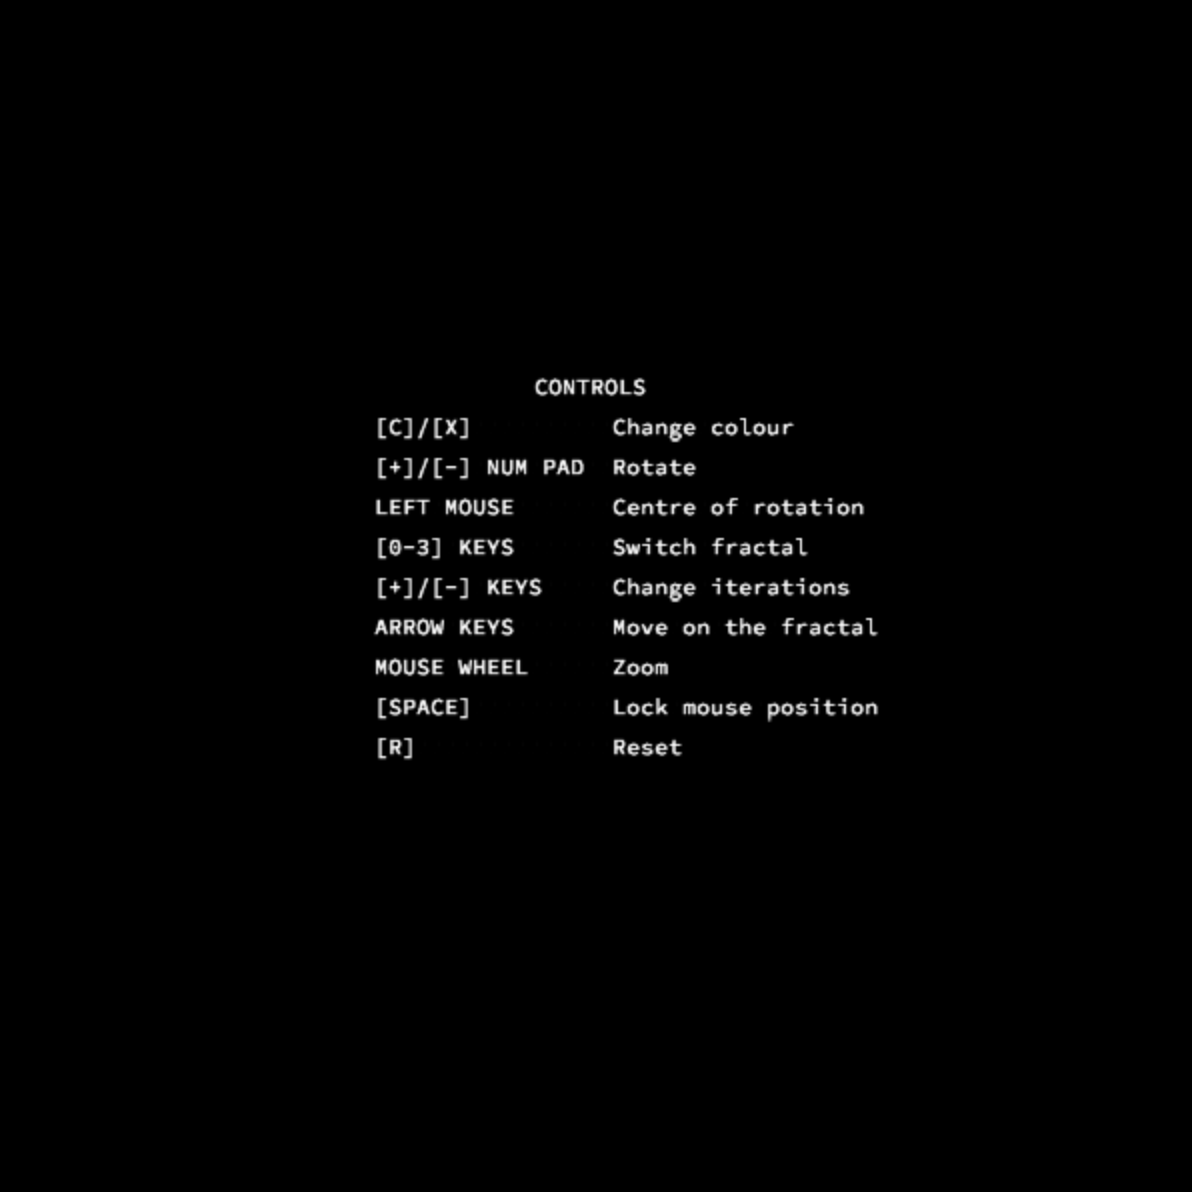 CONTROLS
[C]/[X] Change colour
[+]/[-] NUM PAD Rotate
LEFT MOUSE Centre of rotation
[0-3] KEYS Switch fractal
[+]/[-] KEYS Change iterations
ARROW KEYS Move on the fractal
MOUSE WHEEL Zoom
[SPACE] Lock mouse position
[R] Reset